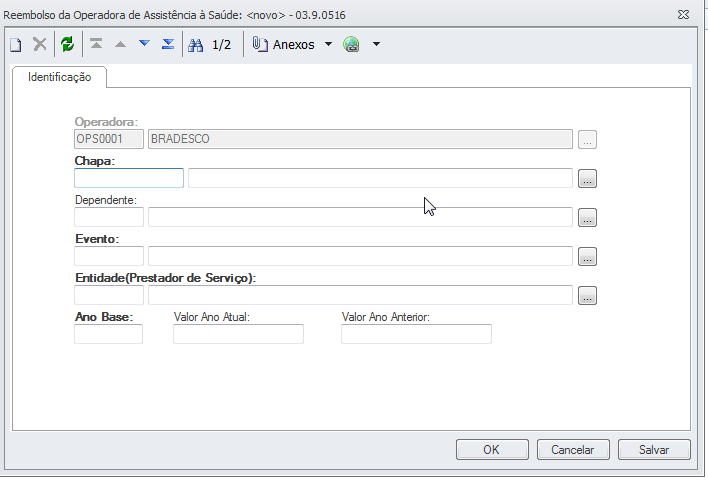 Reembolso da Operadora de Assistência à Saúde: <novo> - 03.9.0516
1/2 Anexos
Identificação
Operadora:
OPS0001 BRADESCO ...
Chapa:
...
Dependente:
...
Evento:
...
Entidade(Prestador de Serviço):
...
Ano Base: Valor Ano Atual: Valor Ano Anterior:
OK Cancelar Salvar